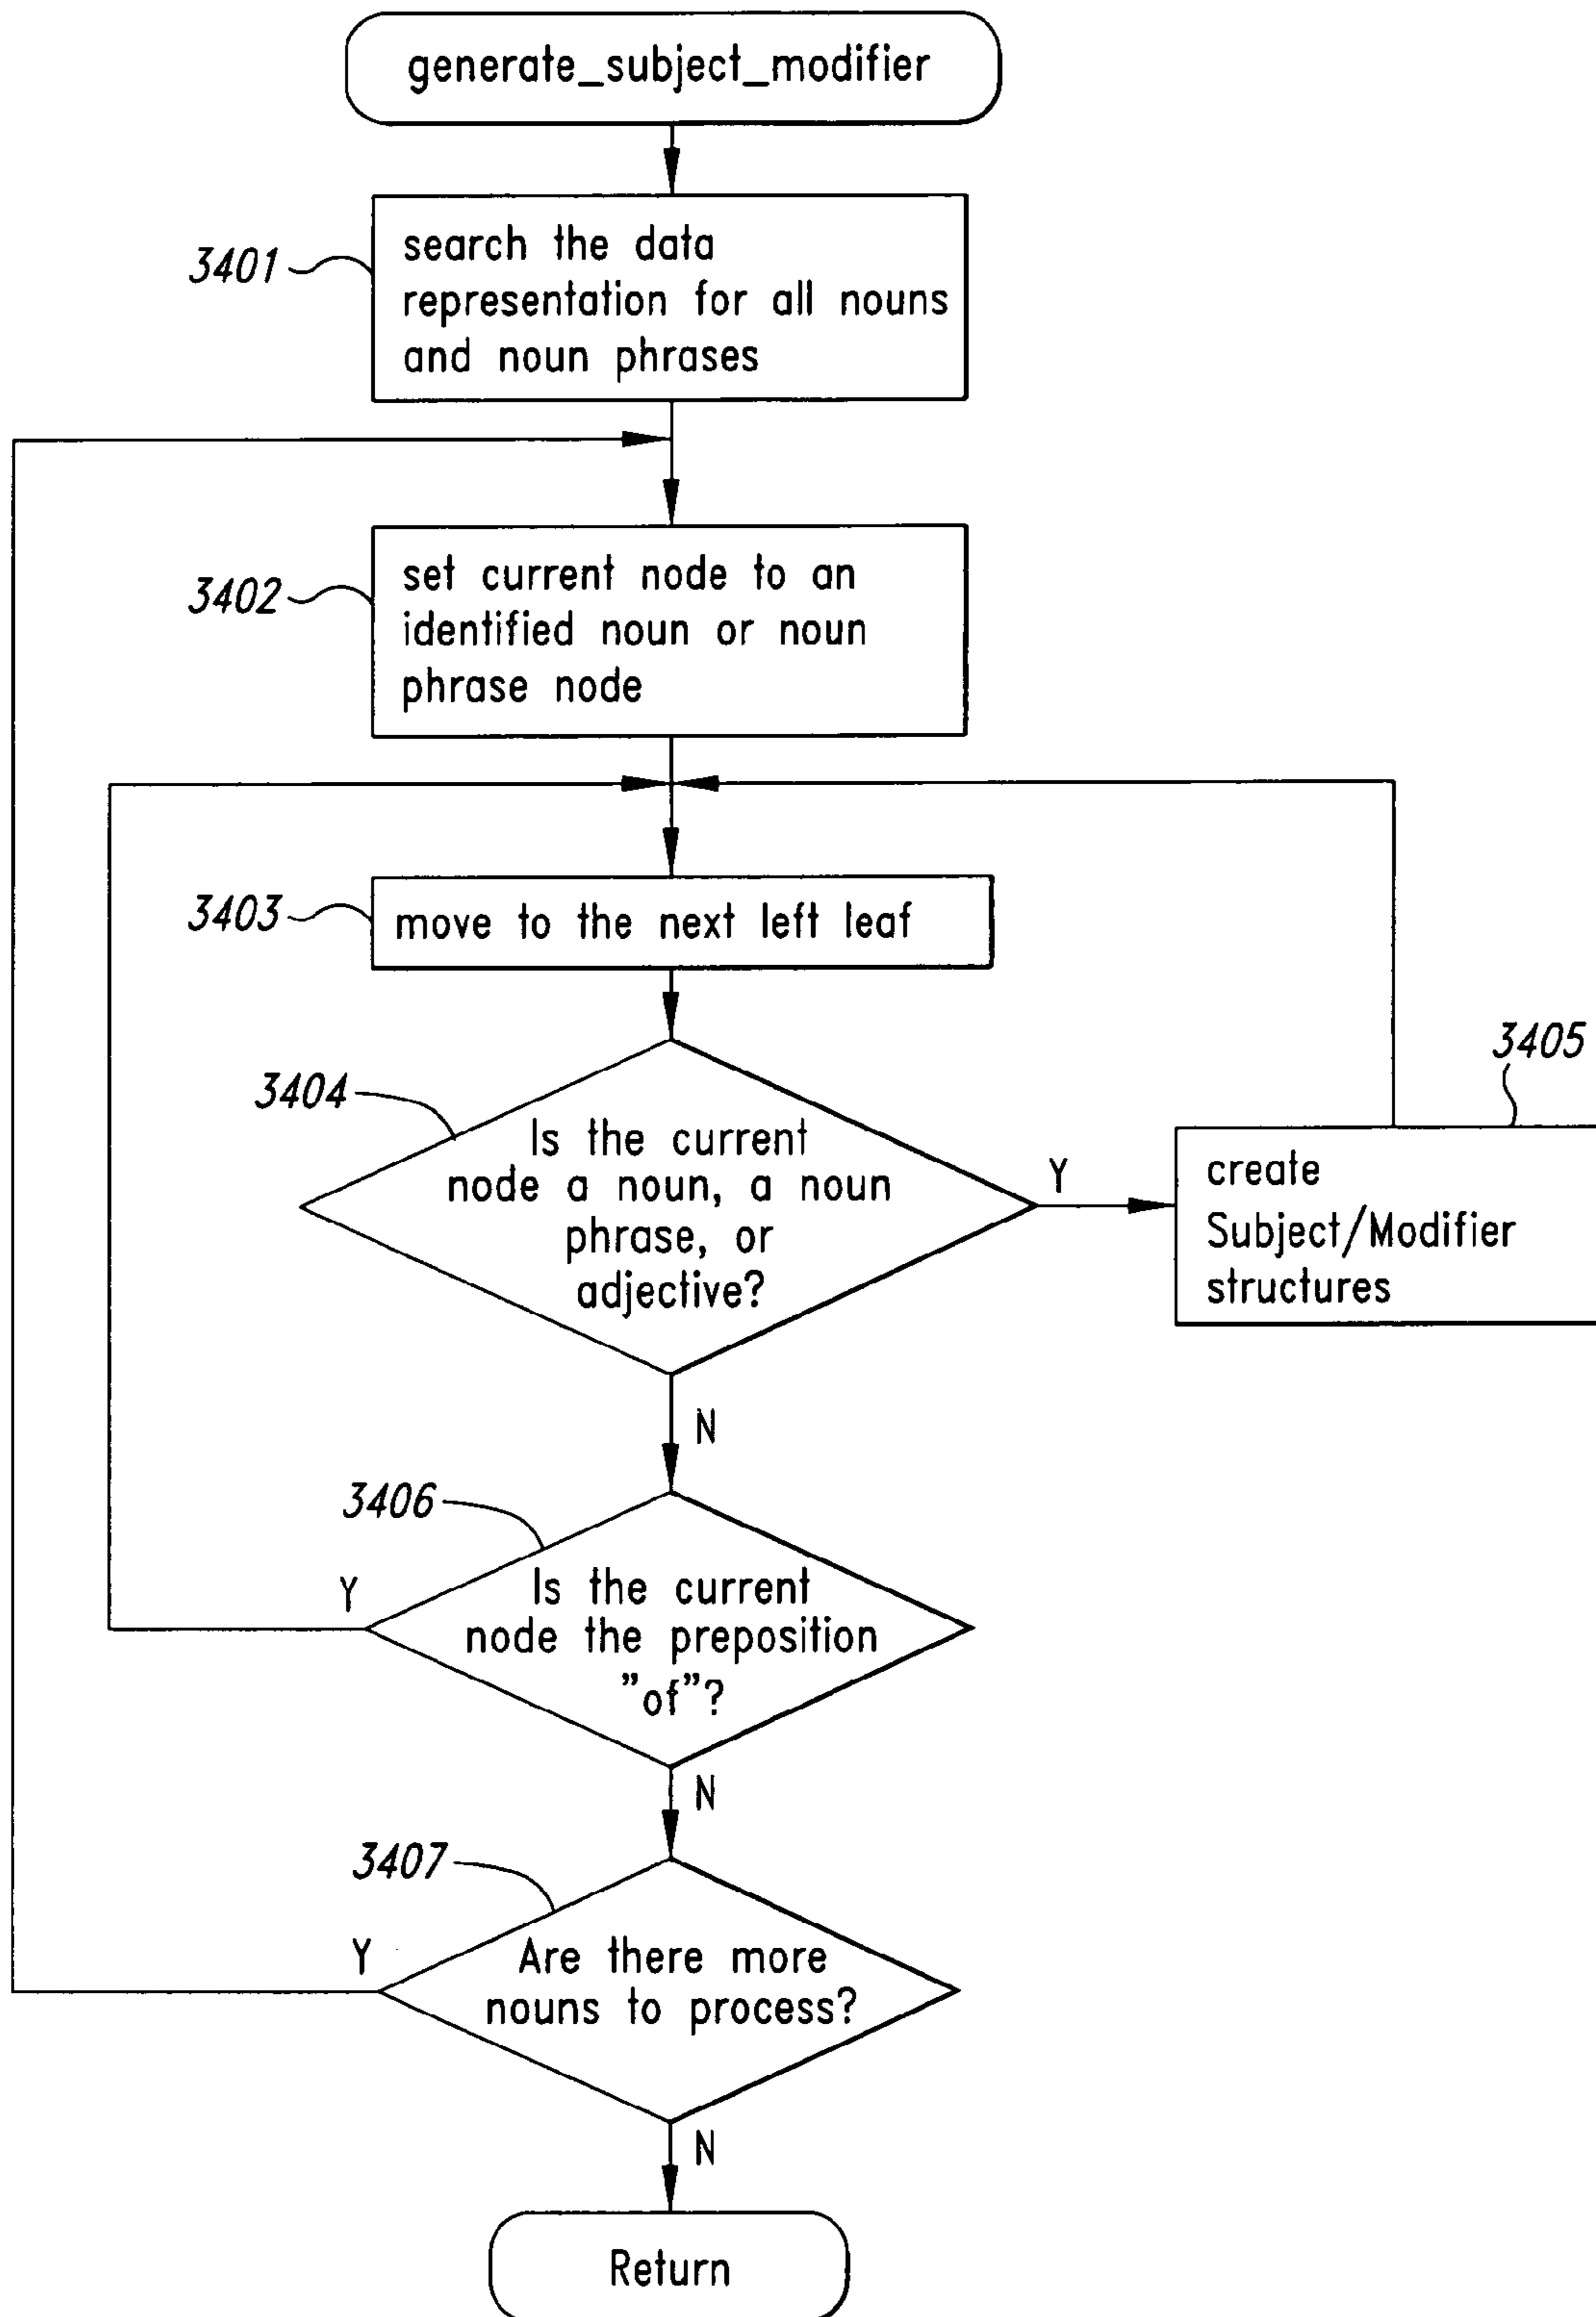 generate_subject_modifier
3401
search the data
representation for all nouns
and noun phrases
3402
set current node to an
identified noun or noun
phrase node
3403
move to the next left leaf
3404
Is the current
node a noun, a noun
phrase, or
adjective?
Y
3405
create
Subject/Modifier
structures
N
3406
Is the current
node the preposition
"of"?
Y
N
3407
Are there more
nouns to process?
Y
N
Return